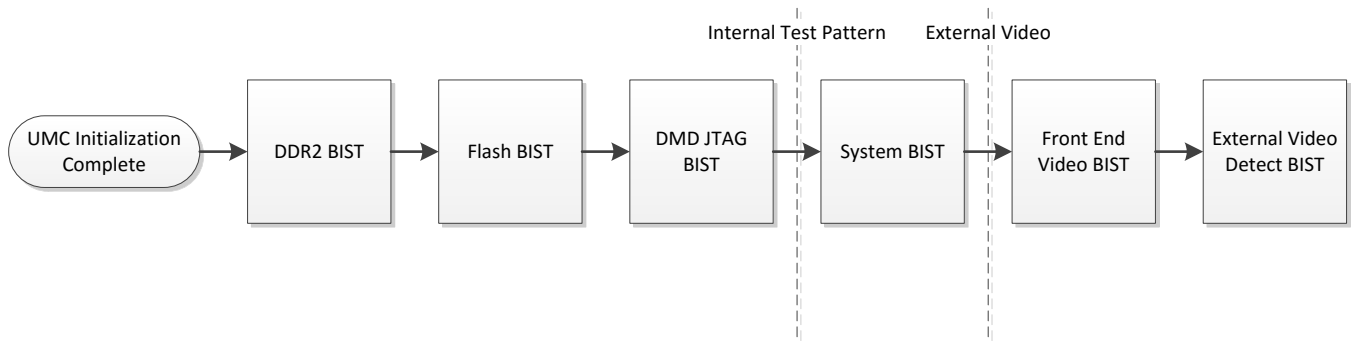 Internal Test Pattern
External Video
UMC Initialization
Complete
DDR2 BIST
Flash BIST
DMD JTAG
BIST
System BIST
Front End
Video BIST
External Video
Detect BIST